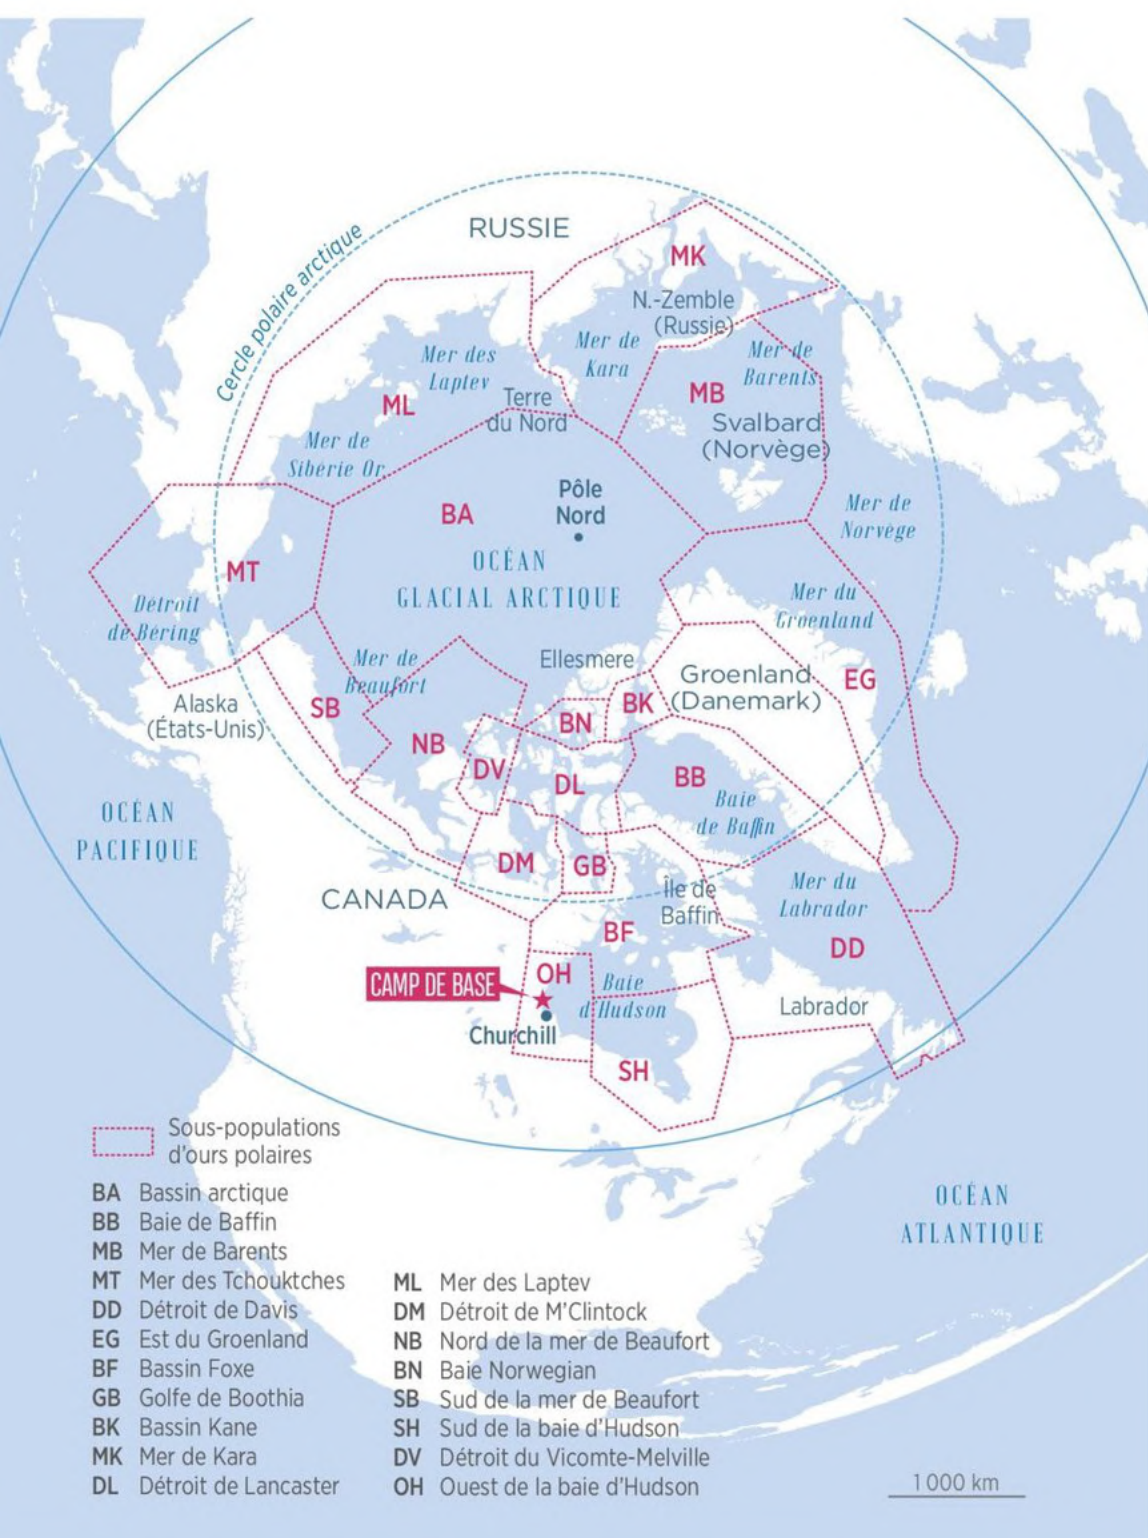 RUSSIE
Cercle polaire arctique
MK
N.-Zemble
(Russie)
Mer de
Kara
Mer de
Barents
Mer des
Laptev
ML
Terre
du Nord
MB
Svalbard
(Norvège)
Mer de
Sibérie Or.
BA
Pôle
Nord
Mer de
Norvège
OCÉAN
GLACIAL ARCTIQUE
MT
Détroit
de Béring
Mer du
Groenland
Mer de
Beaufort
Ellesmere
Groenland
(Danemark)
EG
Alaska
(États-Unis)
SB
NB
BN
BK
DV
DL
BB
Baie
de Baffin
OCÉAN
PACIFIQUE
DM
GB
CANADA
Île de
Baffin
Mer du
Labrador
BF
DD
CAMP DE BASE
OH
Baie
d'Hudson
Churchill
Labrador
SH
Sous-populations
d'ours polaires
BA Bassin arctique
BB Baie de Baffin
MB Mer de Barents
MT Mer des Tchouktches
DD Détroit de Davis
EG Est du Groenland
BF Bassin Foxe
GB Golfe de Boothia
BK Bassin Kane
MK Mer de Kara
DL Détroit de Lancaster
ML Mer des Laptev
DM Détroit de M'Clintock
NB Nord de la mer de Beaufort
BN Baie Norwegian
SB Sud de la mer de Beaufort
SH Sud de la baie d'Hudson
DV Détroit du Vicomte-Melville
OH Ouest de la baie d'Hudson
OCÉAN
ATLANTIQUE
1 000 km